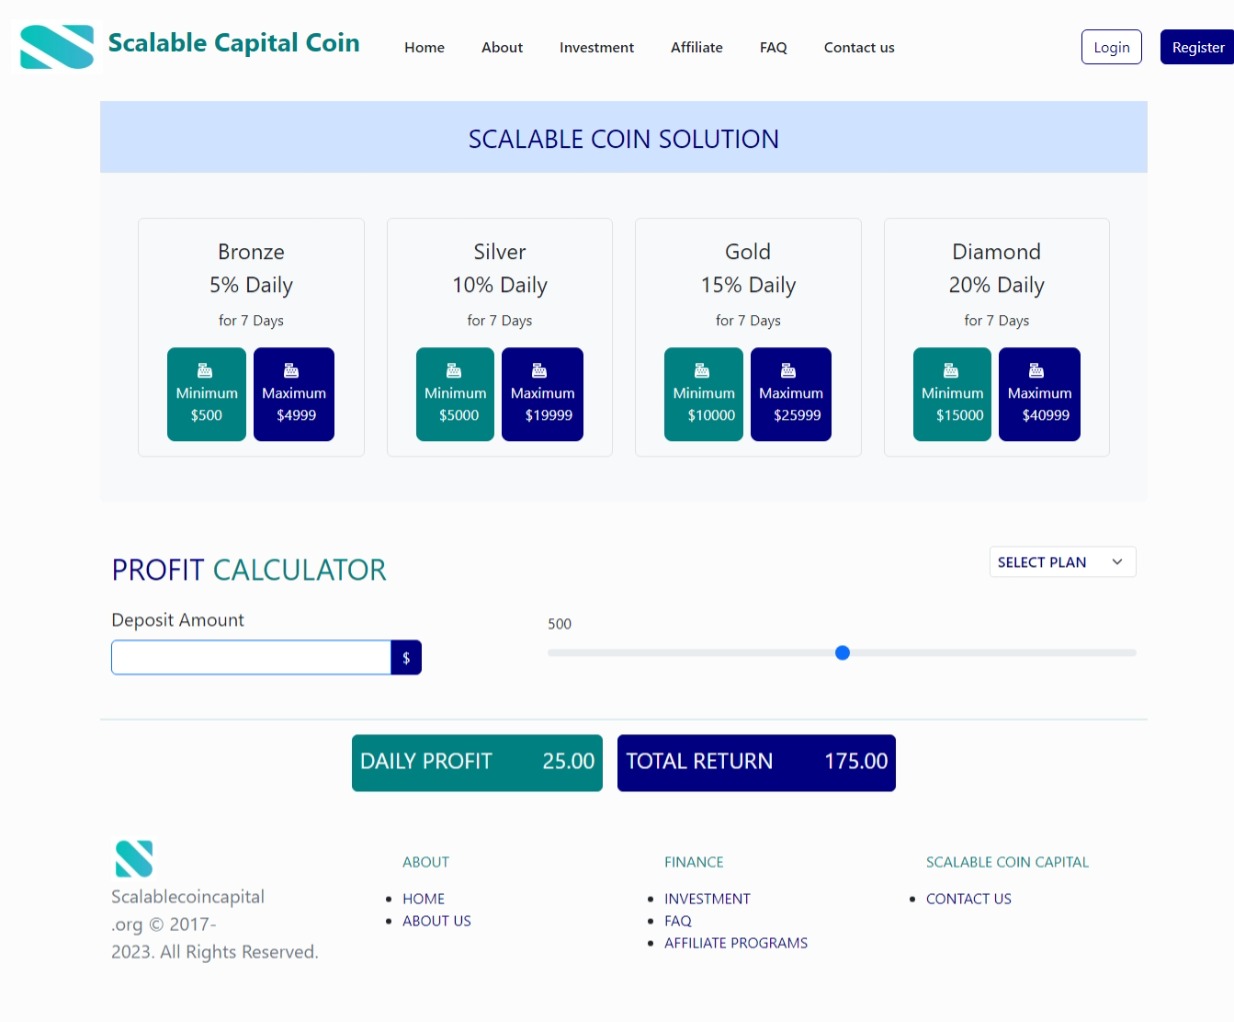 Scalable Capital Coin
Home About Investment Affiliate FAQ Contact us
Login Register
SCALABLE COIN SOLUTION
Bronze
5% Daily
for 7 Days
Minimum
$500
Maximum
$4999
Silver
10% Daily
for 7 Days
Minimum
$5000
Maximum
$19999
Gold
15% Daily
for 7 Days
Minimum
$10000
Maximum
$25999
Diamond
20% Daily
for 7 Days
Minimum
$15000
Maximum
$40999
PROFIT CALCULATOR
SELECT PLAN
Deposit Amount
$
500
DAILY PROFIT 25.00
TOTAL RETURN 175.00
Scalablecoincapital
.org © 2017-
2023. All Rights Reserved.
ABOUT
HOME
ABOUT US
FINANCE
INVESTMENT
FAQ
AFFILIATE PROGRAMS
SCALABLE COIN CAPITAL
CONTACT US